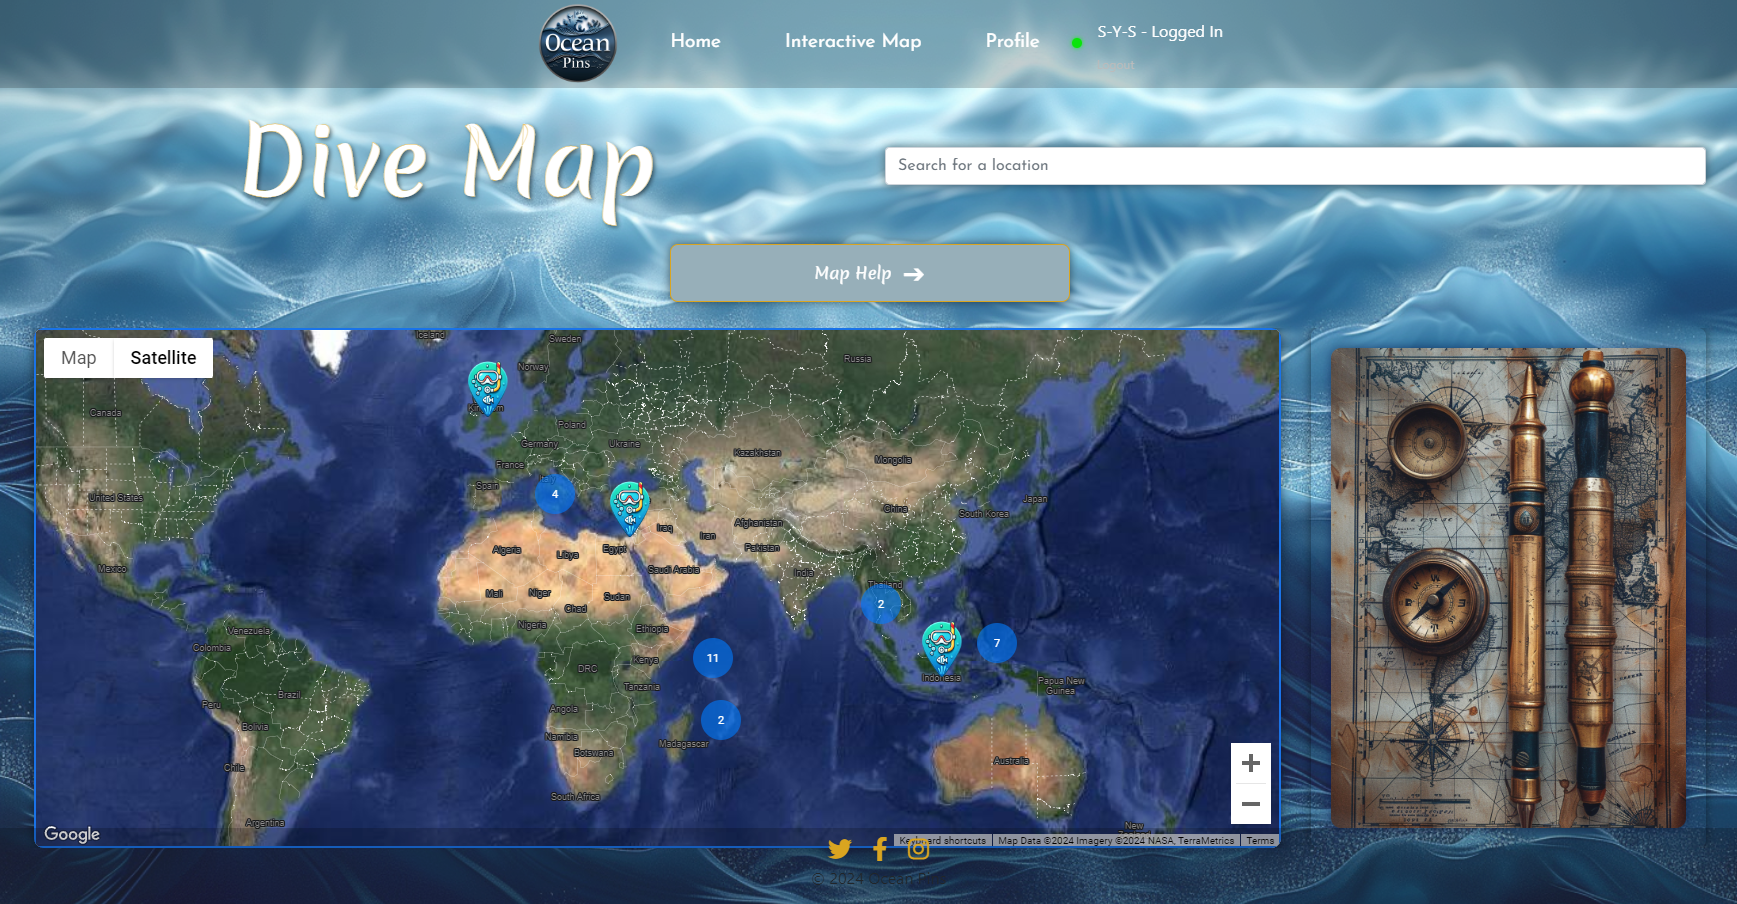 Ocean
Pins
Home
Interactive Map
Profile
S-Y-S - Logged In
Logout
Dive Map
Search for a location
Map Help
Map
Satellite
Iceland
Sweden
Norway
Russia
Canada
Poland
Germany
Ukraine
France
Kazakhstan
Mongolia
Spain
United States
4
Japan
South Korea
China
Afghanistan
Iraq
Iran
Pakistan
Algeria
Libya
Egypt
Mexico
Saudi Arabia
India
Thailand
Mali
Niger
Chad
Sudan
2
Nigeria
Ethiopia
Venezuela
Colombia
7
11
Kenya
DRC
Indonesia
Papua New
Guinea
Tanzania
Brazil
Peru
Angola
2
Bolivia
Namibia
Madagascar
Botswana
Australia
Chile
South Africa
Argentina
New
Google
Keyboard shortcuts
Map Data ©2024 Imagery ©2024 NASA, TerraMetrics
Terms
© 2024 Ocean